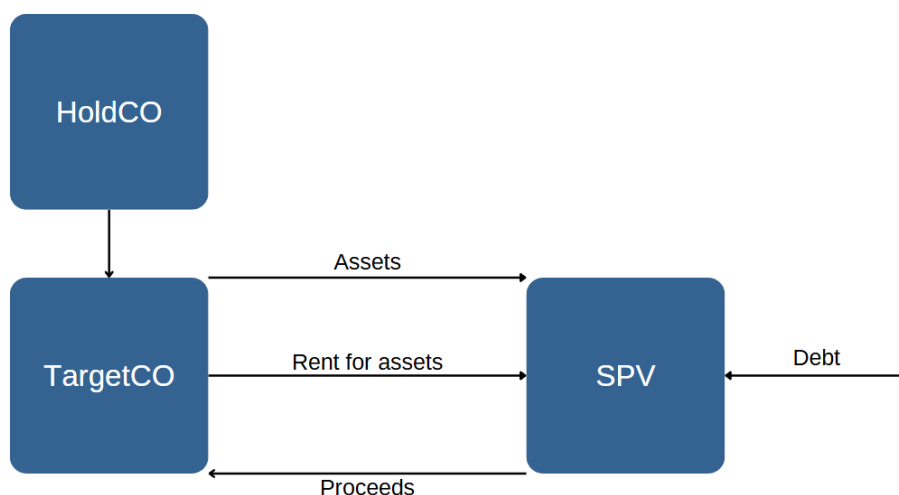 HoldCO
Assets
TargetCO
Rent for assets
SPV
Debt
Proceeds